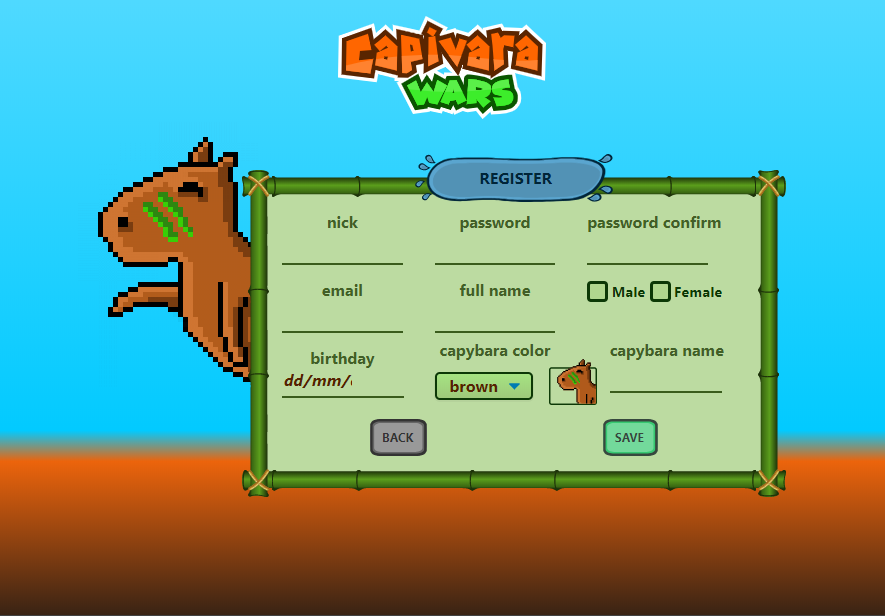 Capivara
WARS
REGISTER
nick password password confirm
email full name Male Female
birthday capybara color capybara name
dd/mm/
brown
BACK SAVE